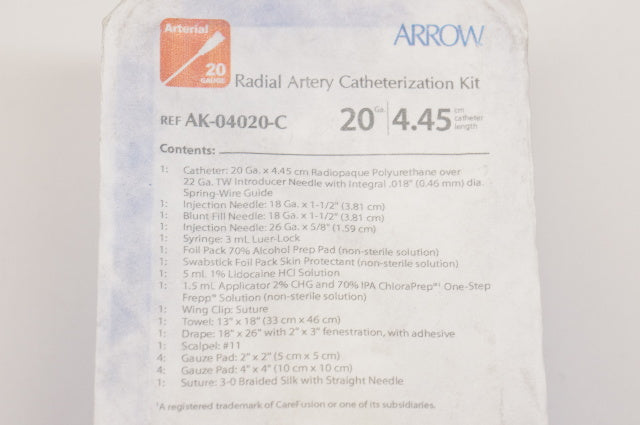 Arterial
20
GAUGE
ARROW
Radial Artery Catheterization Kit
REF AK-04020-C
20 Ga. 4.45 cm catheter length
Contents:
1: Catheter: 20 Ga. x 4.45 cm Radiopaque Polyurethane over
22 Ga. TW Introducer Needle with Integral .018" (0.46 mm) dia.
Spring-Wire Guide
1: Injection Needle: 18 Ga. x 1-1/2" (3.81 cm)
1: Blunt Fill Needle: 18 Ga. x 1-1/2" (3.81 cm)
1: Injection Needle: 26 Ga. x 5/8" (1.59 cm)
1: Syringe: 3 mL Luer-Lock
1: Foil Pack 70% Alcohol Prep Pad (non-sterile solution)
1: Swabstick Foil Pack Skin Protectant (non-sterile solution)
1: 5 mL 1% Lidocaine HCl Solution
1: 1.5 mL Applicator 2% CHG and 70% IPA ChloraPrep®¹ One-Step
Frepp® Solution (non-sterile solution)
1: Wing Clip: Suture
1: Towel: 13" x 18" (33 cm x 46 cm)
1: Drape: 18" x 26" with 2" x 3" fenestration, with adhesive
1: Scalpel: #11
4: Gauze Pad: 2" x 2" (5 cm x 5 cm)
4: Gauze Pad: 4" x 4" (10 cm x 10 cm)
1: Suture: 3-0 Braided Silk with Straight Needle
¹A registered trademark of CareFusion or one of its subsidiaries.